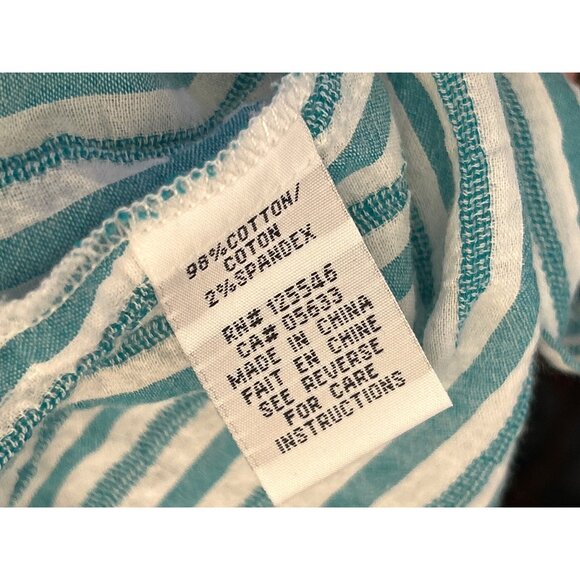 98%COTTON/
COTON
2%SPANDEX
RN# 125546
CA# 05633
MADE IN CHINA
FAIT EN CHINE
SEE REVERSE
FOR CARE
INSTRUCTIONS